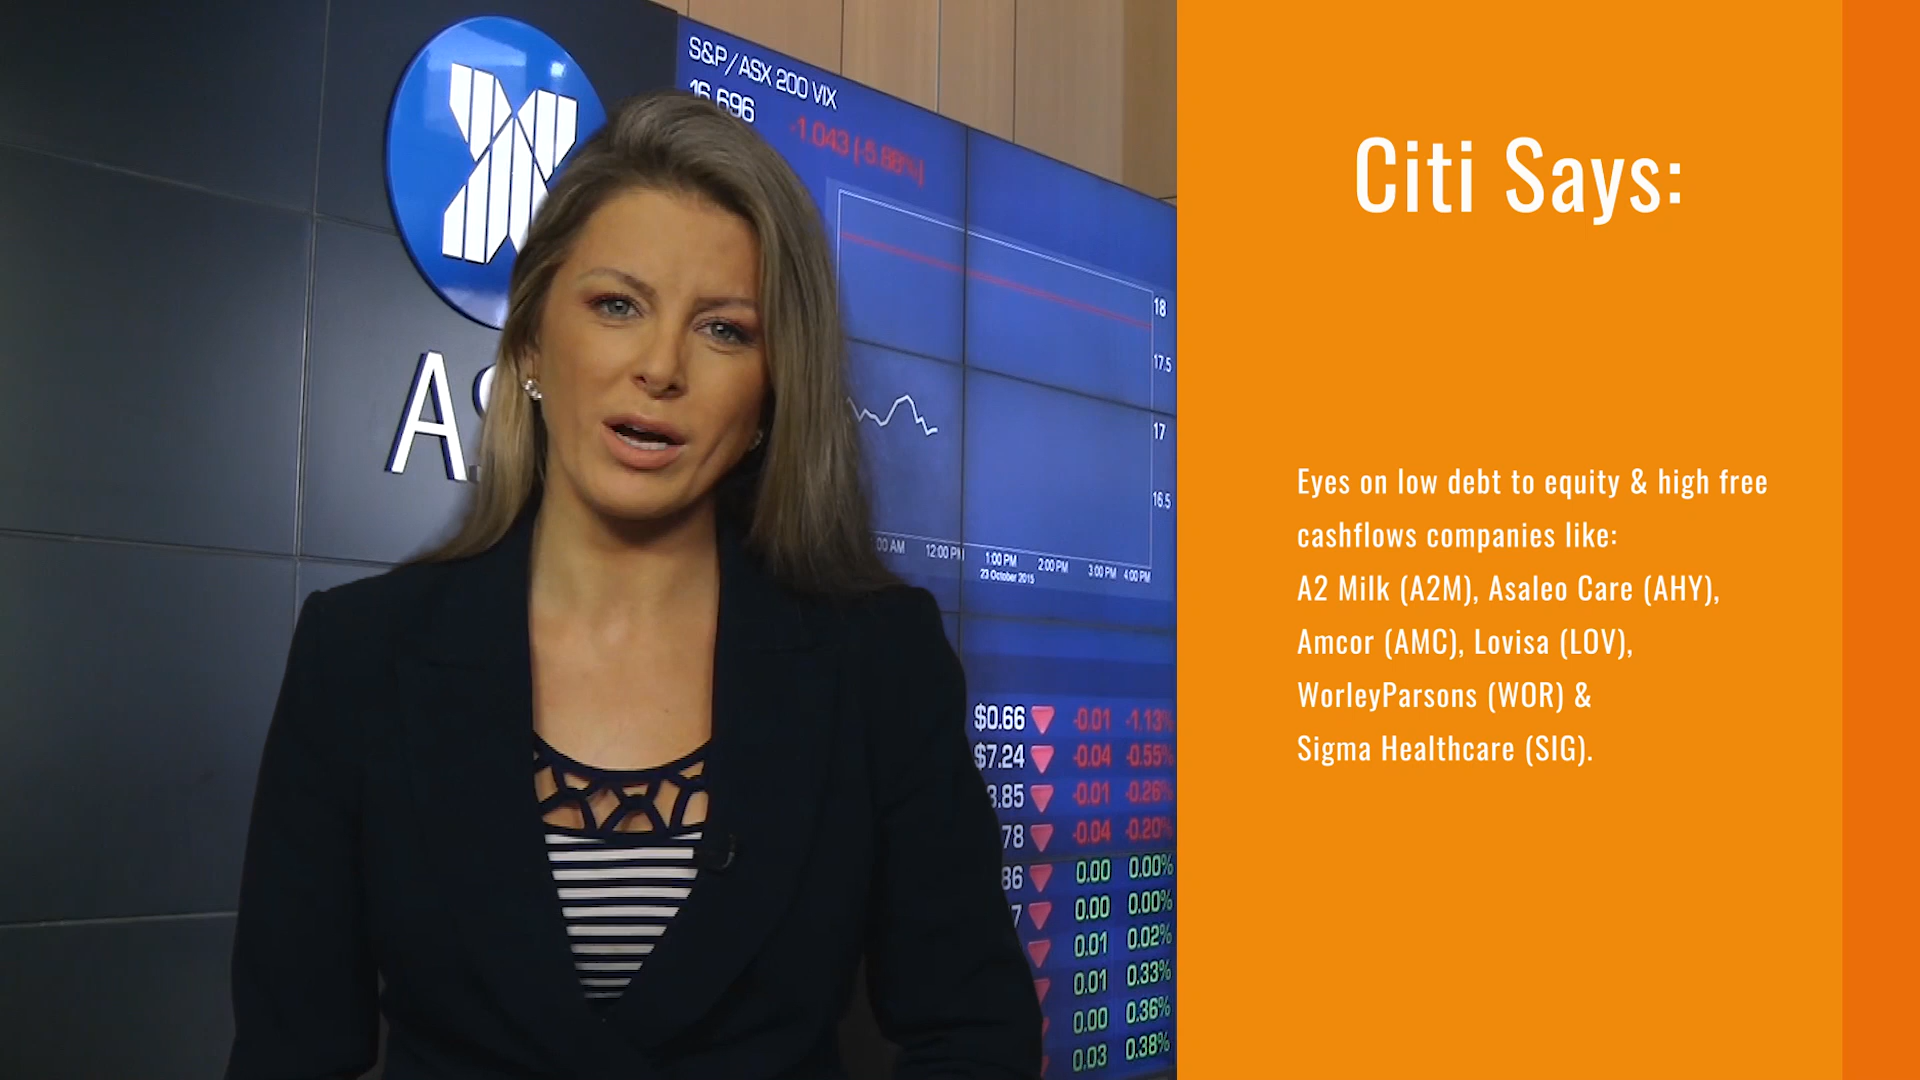 S&P/ASX 200 VIX
16.696
-1.043 (-5.88%)
18
17.5
17
16.5
12:00 PM
1:00 PM
2:00 PM
3:00 PM
4:00 PM
23 October 2015
$0.66 -0.01 -1.13%
$7.24 -0.04 -0.55%
.85 -0.01 -0.26%
78 -0.04 -0.20%
86 0.00 0.00%
7 0.00 0.00%
0.01 0.02%
0.01 0.33%
0.00 0.36%
0.03 0.38%
Citi Says:
Eyes on low debt to equity & high free
cashflows companies like:
A2 Milk (A2M), Asaleo Care (AHY),
Amcor (AMC), Lovisa (LOV),
WorleyParsons (WOR) &
Sigma Healthcare (SIG).